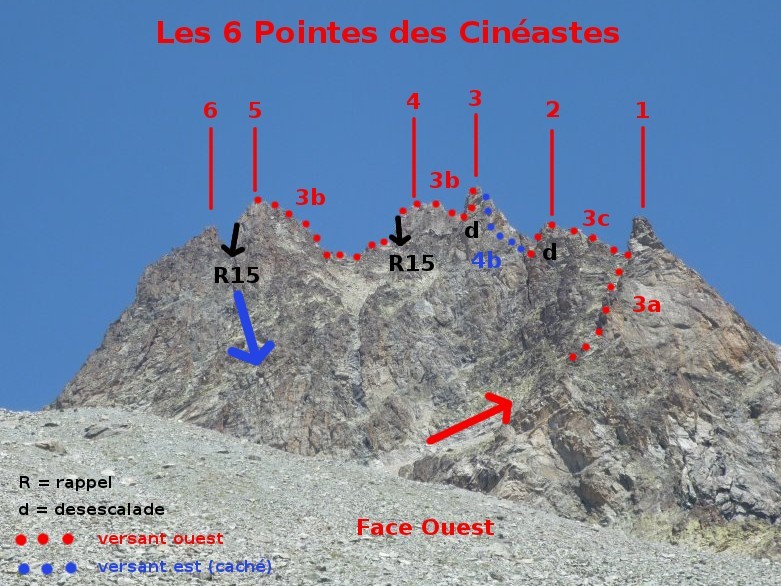 Les 6 Pointes des Cinéastes
6 5 4 3 2 1
3b 3b 3c
d d
R15 R15 4b
3a
R = rappel
d = desescalade
versant ouest
Face Ouest
versant est (caché)